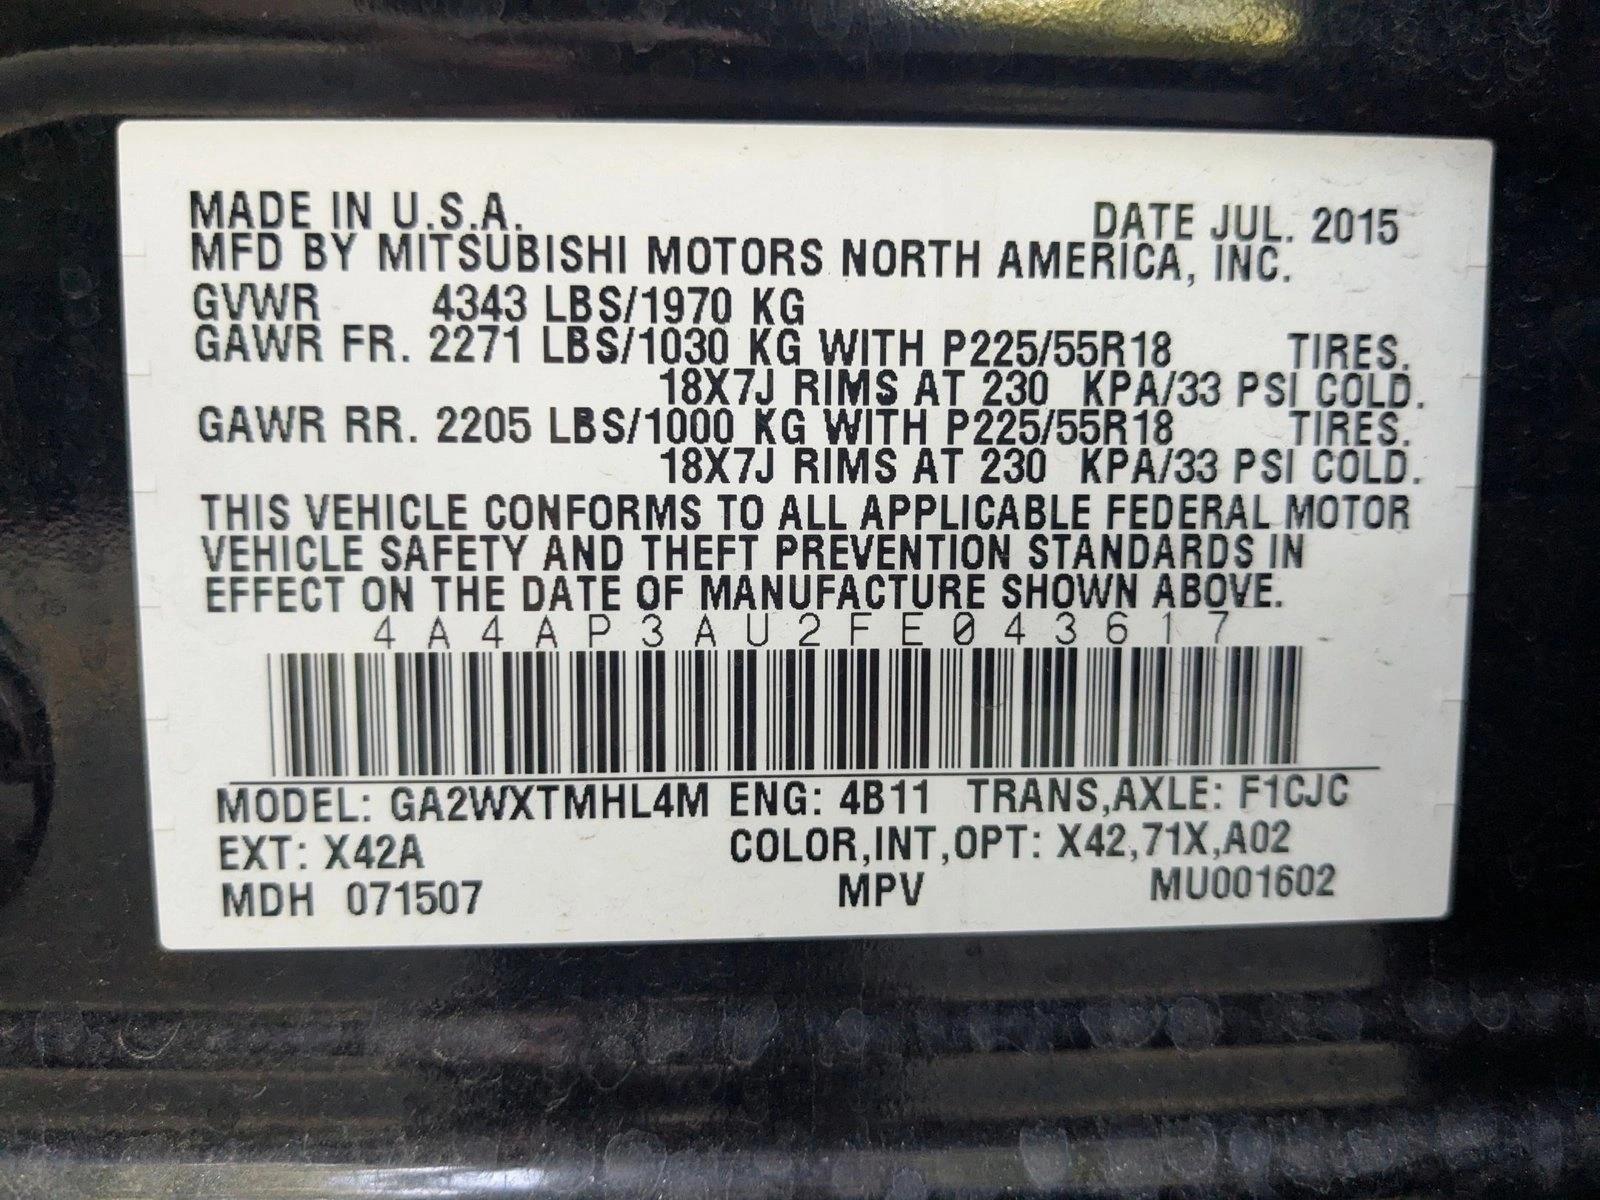 MADE IN U.S.A. DATE JUL. 2015
MFD BY MITSUBISHI MOTORS NORTH AMERICA, INC.
GVWR 4343 LBS/1970 KG
GAWR FR. 2271 LBS/1030 KG WITH P225/55R18 TIRES.
18X7J RIMS AT 230 KPA/33 PSI COLD.
GAWR RR. 2205 LBS/1000 KG WITH P225/55R18 TIRES.
18X7J RIMS AT 230 KPA/33 PSI COLD.
THIS VEHICLE CONFORMS TO ALL APPLICABLE FEDERAL MOTOR
VEHICLE SAFETY AND THEFT PREVENTION STANDARDS IN
EFFECT ON THE DATE OF MANUFACTURE SHOWN ABOVE.
4A4AP3AU2FE043617
MODEL: GA2WXTMHL4M ENG: 4B11 TRANS,AXLE: F1CJC
EXT: X42A COLOR,INT,OPT: X42,71X,A02
MDH 071507 MPV MU001602